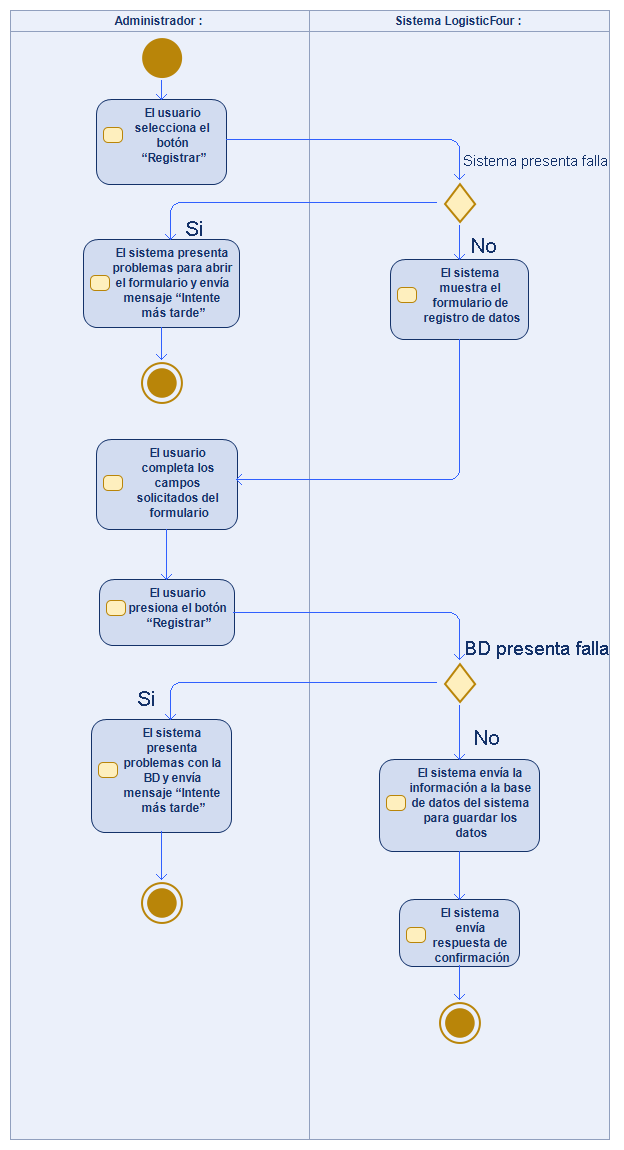 Administrador :
Sistema LogisticFour :
El usuario
selecciona el
botón
“Registrar”
Sistema presenta falla
Si
No
El sistema presenta
problemas para abrir
el formulario y envía
mensaje “Intente
más tarde”
El sistema
muestra el
formulario de
registro de datos
El usuario
completa los
campos
solicitados del
formulario
El usuario
presiona el botón
“Registrar”
BD presenta falla
Si
No
El sistema
presenta
problemas con la
BD y envía
mensaje “Intente
más tarde”
El sistema envía la
información a la base
de datos del sistema
para guardar los
datos
El sistema
envía
respuesta de
confirmación